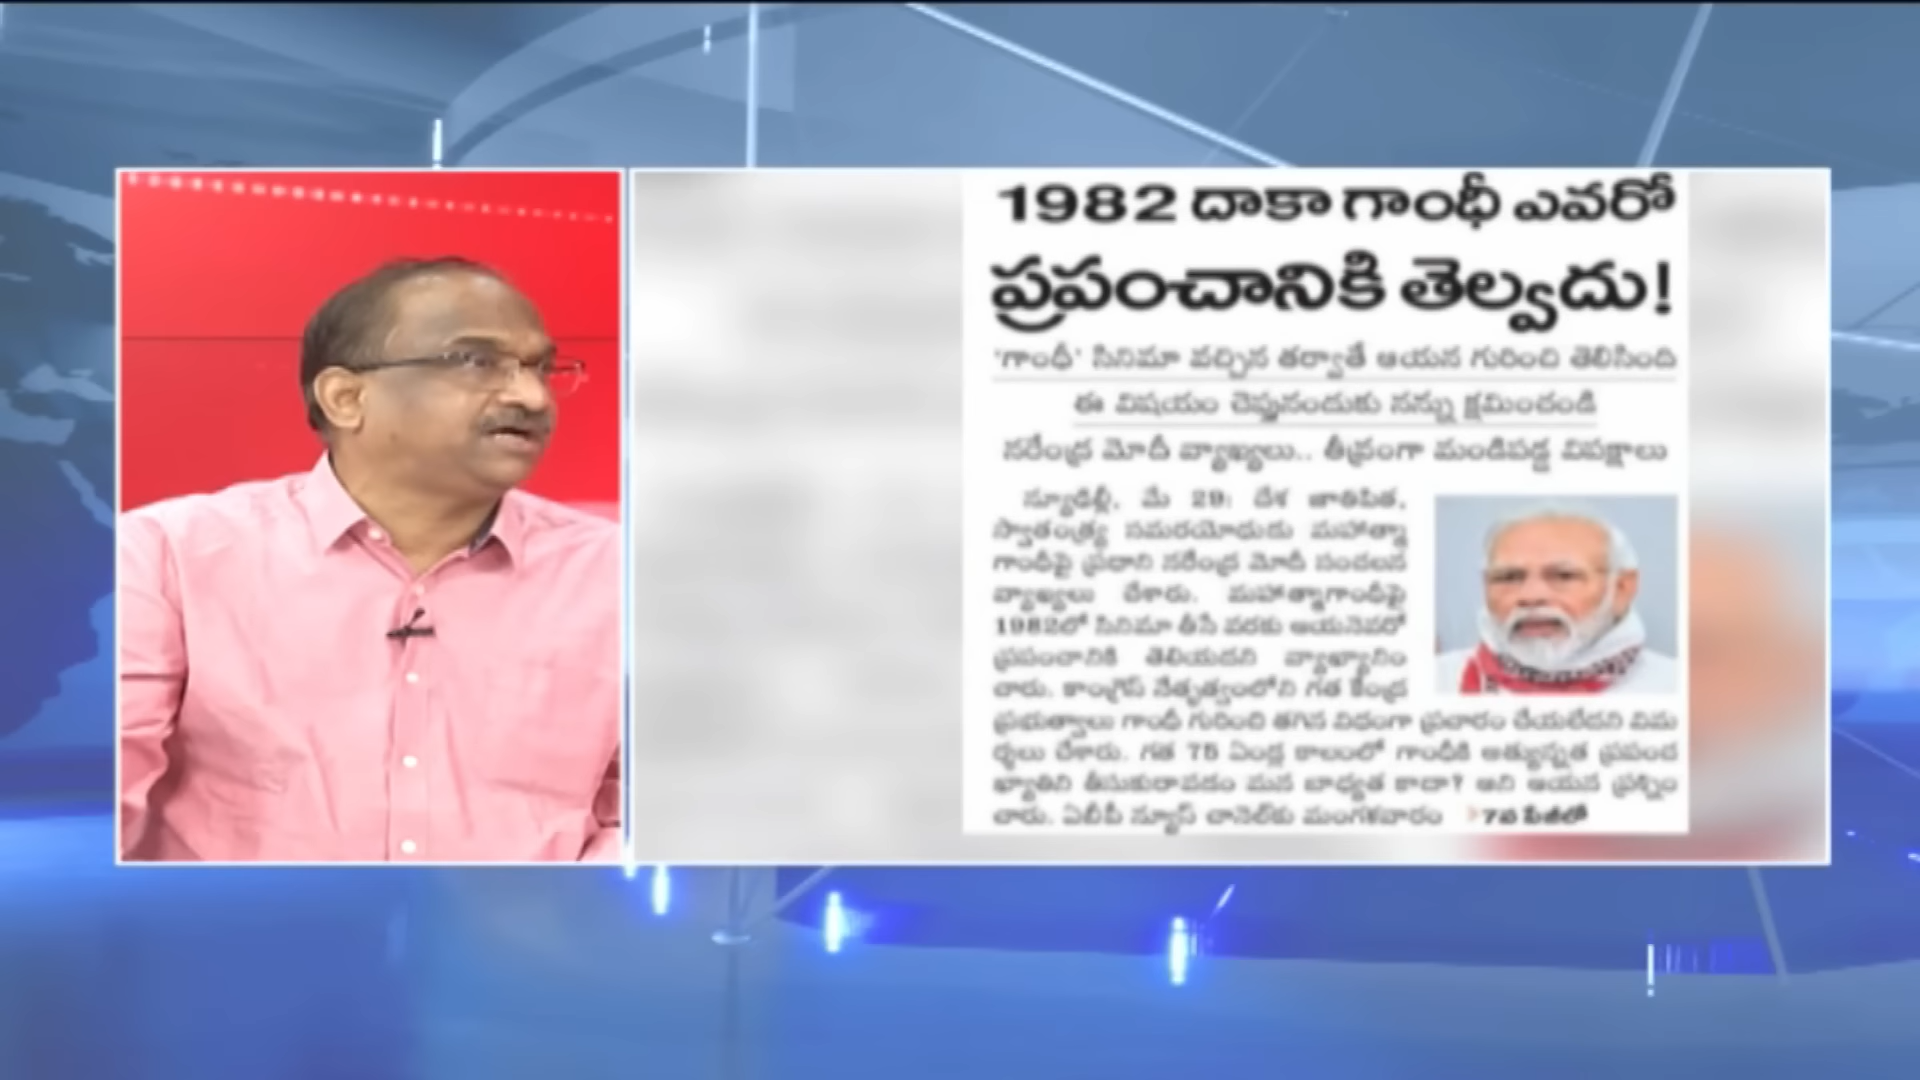 1982 దాకా గాంధీ ఎవరో
ప్రపంచానికి తెల్వదు!
'గాంధీ' సినిమా వచ్చిన తర్వాతే ఆయన గురించి తెలిసింది
ఈ విషయం చెప్తున్నందుకు నన్ను క్షమించండి
నరేంద్ర మోదీ వ్యాఖ్యలు.. తీవ్రంగా మండిపడ్డ విపక్షాలు
న్యూఢిల్లీ, మే 29: దేశ జాతిపిత,
స్వాతంత్ర్య సమరయోధుడు మహాత్మా
గాంధీపై ప్రధాని నరేంద్ర మోదీ సంచలన
వ్యాఖ్యలు చేశారు. మహాత్మాగాంధీపై
1982లో సినిమా తీసే వరకు ఆయనెవరో
ప్రపంచానికి తెలియదని వ్యాఖ్యానిం
చారు. కాంగ్రెస్ నేతృత్వంలోని గత కేంద్ర
ప్రభుత్వాలు గాంధీ గురించి తగిన విధంగా ప్రచారం చేయలేదని విమ
ర్శలు చేశారు. గత 75 ఏండ్ల కాలంలో గాంధీకి అత్యున్నత ప్రపంచ
ఖ్యాతిని తీసుకురావడం మన బాధ్యత కాదా? అని ఆయన ప్రశ్నిం
చారు. ఏబీపీ న్యూస్ చానెల్‌కు మంగళవారం >7వ పేజీలో